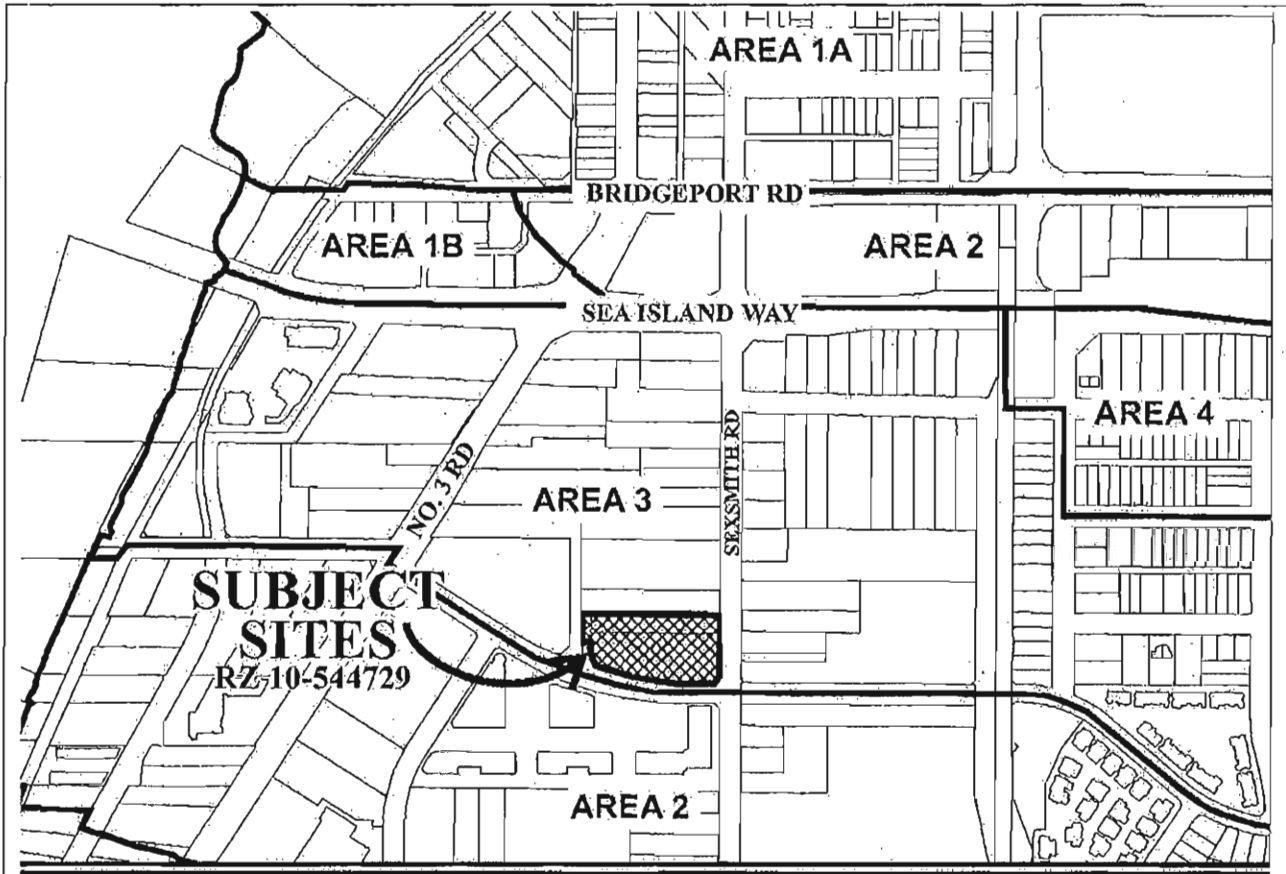 AREA 1A
BRIDGEPORT RD
AREA 1B
AREA 2
SEA ISLAND WAY
AREA 4
NO. 3 RD
SEXSMITH RD
AREA 3
SUBJECT
SITES
RZ 10-544729
AREA 2